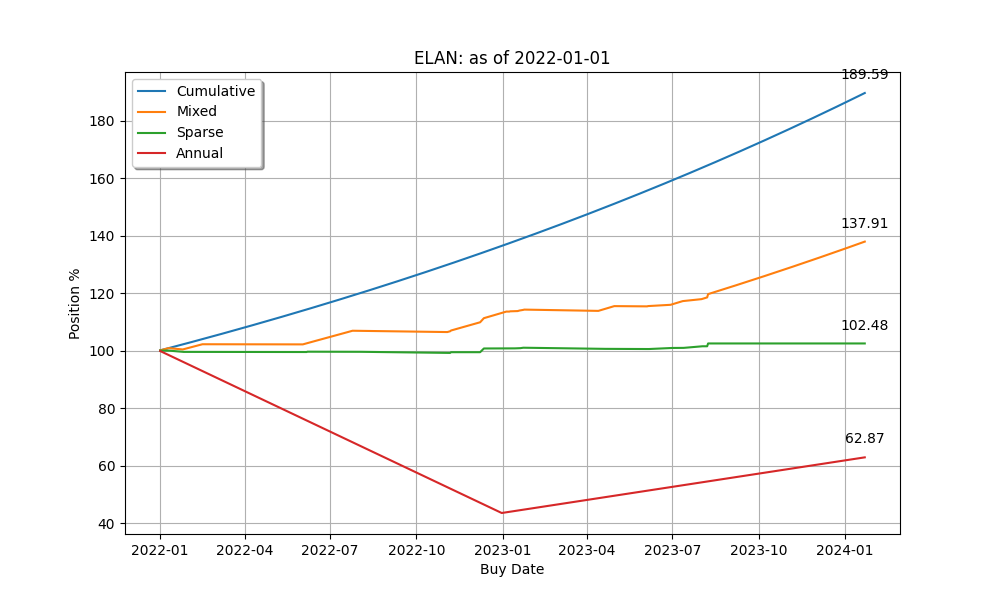 ELAN: as of 2022-01-01
189.59
Cumulative
Mixed
Sparse
Annual
180
160
140
120
100
80
60
40
137.91
102.48
62.87
Position %
2022-01 2022-04 2022-07 2022-10 2023-01 2023-04 2023-07 2023-10 2024-01
Buy Date